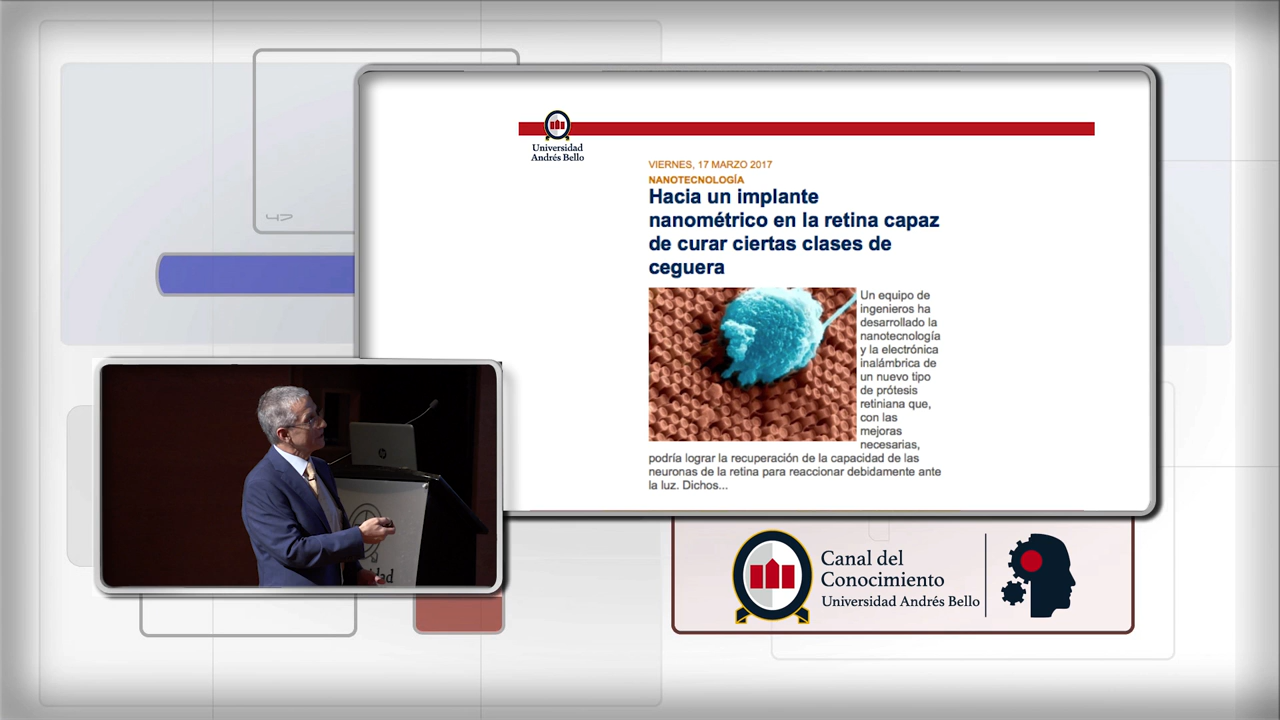 Universidad
Andrés Bello
VIERNES, 17 MARZO 2017
NANOTECNOLOGÍA
Hacia un implante
nanométrico en la retina capaz
de curar ciertas clases de
ceguera
Un equipo de
ingenieros ha
desarrollado la
nanotecnología
y la electrónica
inalámbrica de
un nuevo tipo
de prótesis
retiniana que,
con las
mejoras
necesarias,
podría lograr la recuperación de la capacidad de las
neuronas de la retina para reaccionar debidamente ante
la luz. Dichos...
47
hp
dad
Canal del
Conocimiento
Universidad Andrés Bello